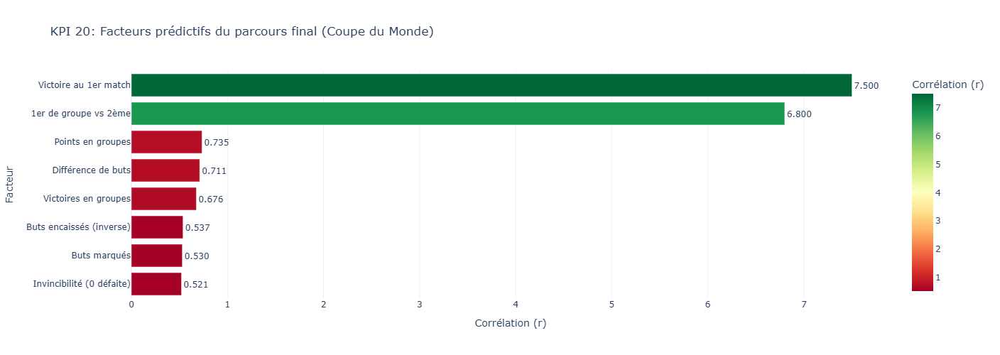 KPI 20: Facteurs prédictifs du parcours final (Coupe du Monde)
Victoire au 1er match
7.500
1er de groupe vs 2ème
6.800
Points en groupes
0.735
Différence de buts
0.711
Victoires en groupes
0.676
Buts encaissés (inverse)
0.537
Buts marqués
0.530
Invincibilité (0 défaite)
0.521
Facteur
0 1 2 3 4 5 6 7
Corrélation (r)
Corrélation (r)
7
6
5
4
3
2
1